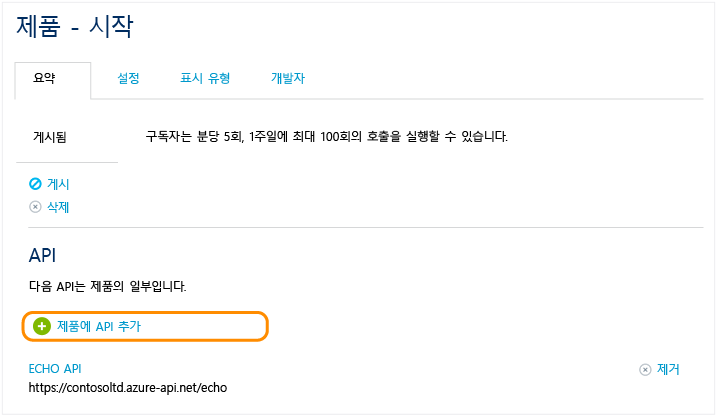 제품 - 시작
요약 설정 표시 유형 개발자
게시됨 구독자는 분당 5회, 1주일에 최대 100회의 호출을 실행할 수 있습니다.
게시
삭제
API
다음 API는 제품의 일부입니다.
제품에 API 추가
ECHO API 제거
https://contosoltd.azure-api.net/echo